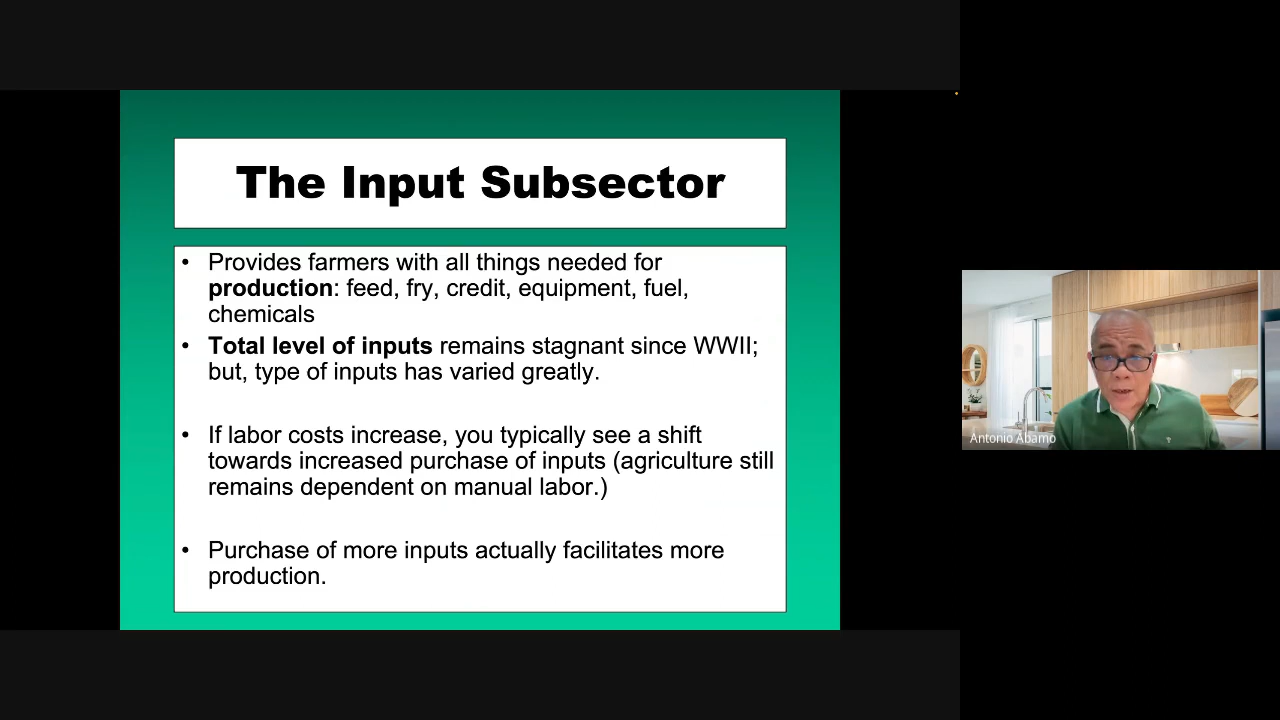 The Input Subsector
• Provides farmers with all things needed for
production: feed, fry, credit, equipment, fuel,
chemicals
• Total level of inputs remains stagnant since WWII;
but, type of inputs has varied greatly.
• If labor costs increase, you typically see a shift
towards increased purchase of inputs (agriculture still
remains dependent on manual labor.)
• Purchase of more inputs actually facilitates more
production.
Antonio Abamo